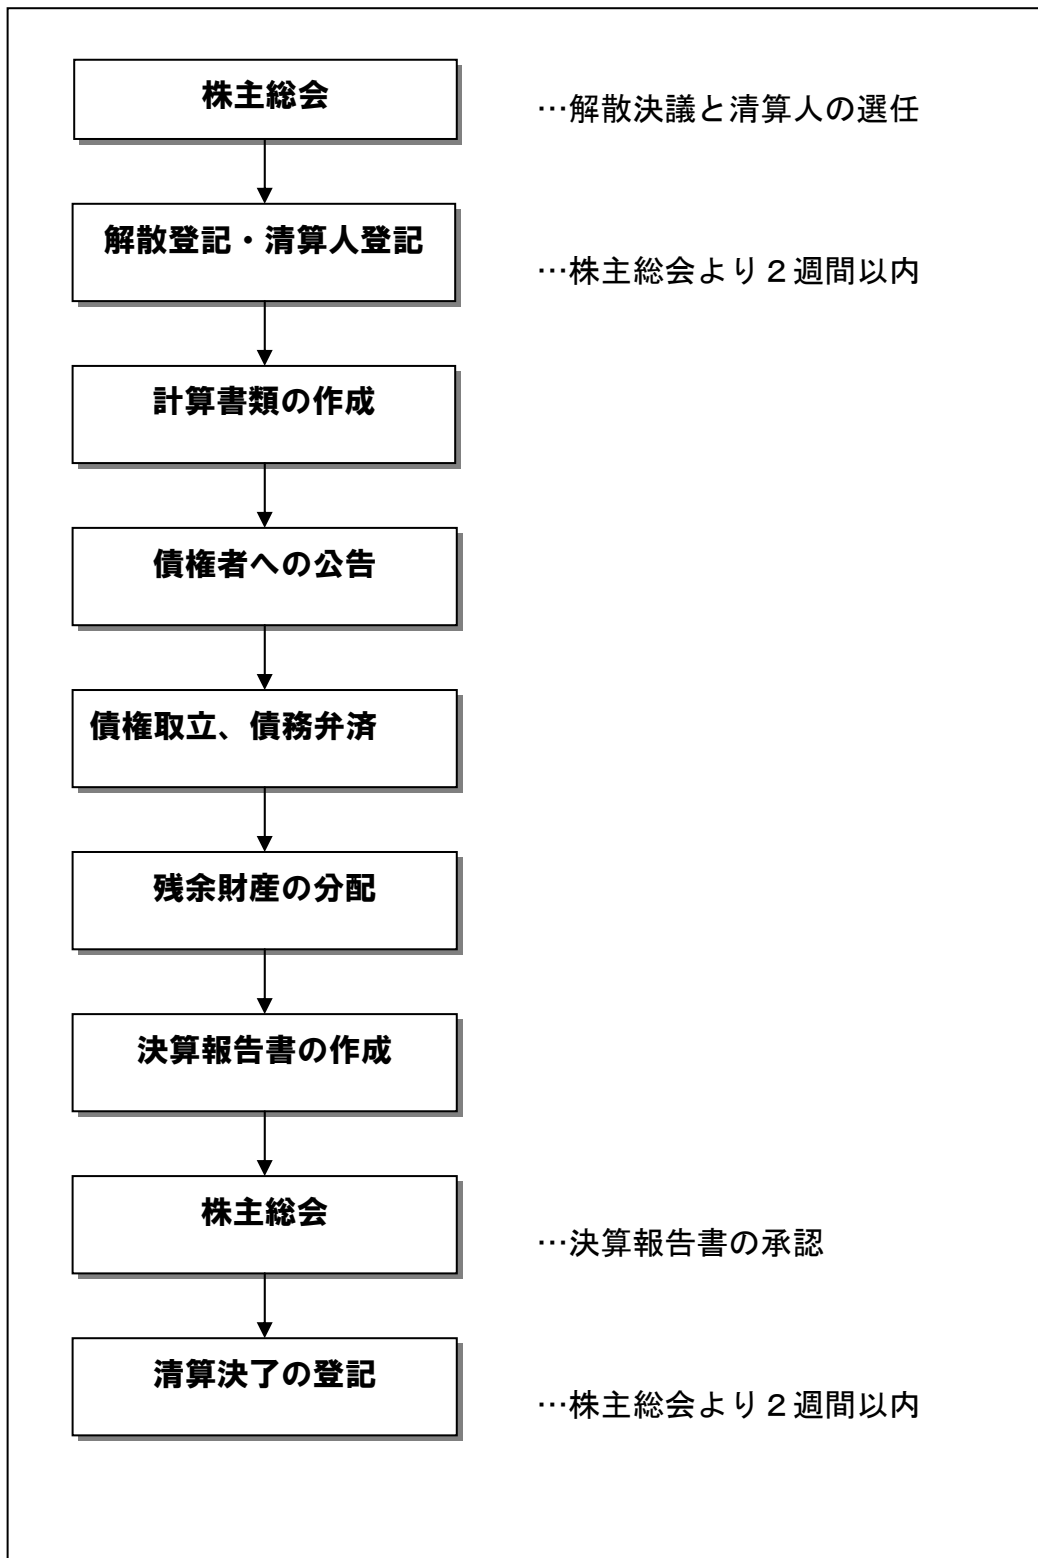 株主総会
…解散決議と清算人の選任
解散登記・清算人登記
…株主総会より２週間以内
計算書類の作成
債権者への公告
債権取立、債務弁済
残余財産の分配
決算報告書の作成
株主総会
…決算報告書の承認
清算決了の登記
…株主総会より２週間以内